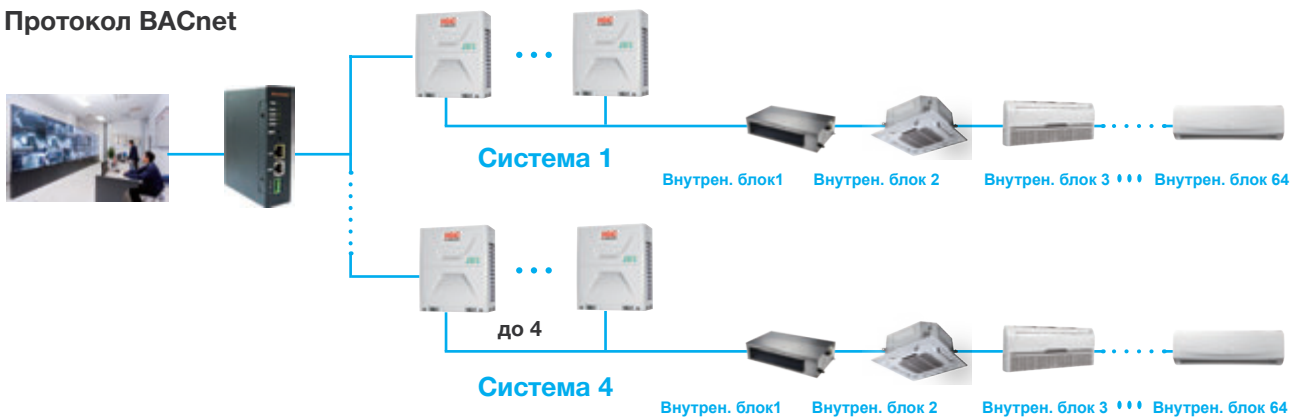 Протокол BACnet
Система 1
Внутрен. блок1
Внутрен. блок 2
Внутрен. блок 3
Внутрен. блок 64
до 4
Система 4
Внутрен. блок1
Внутрен. блок 2
Внутрен. блок 3
Внутрен. блок 64